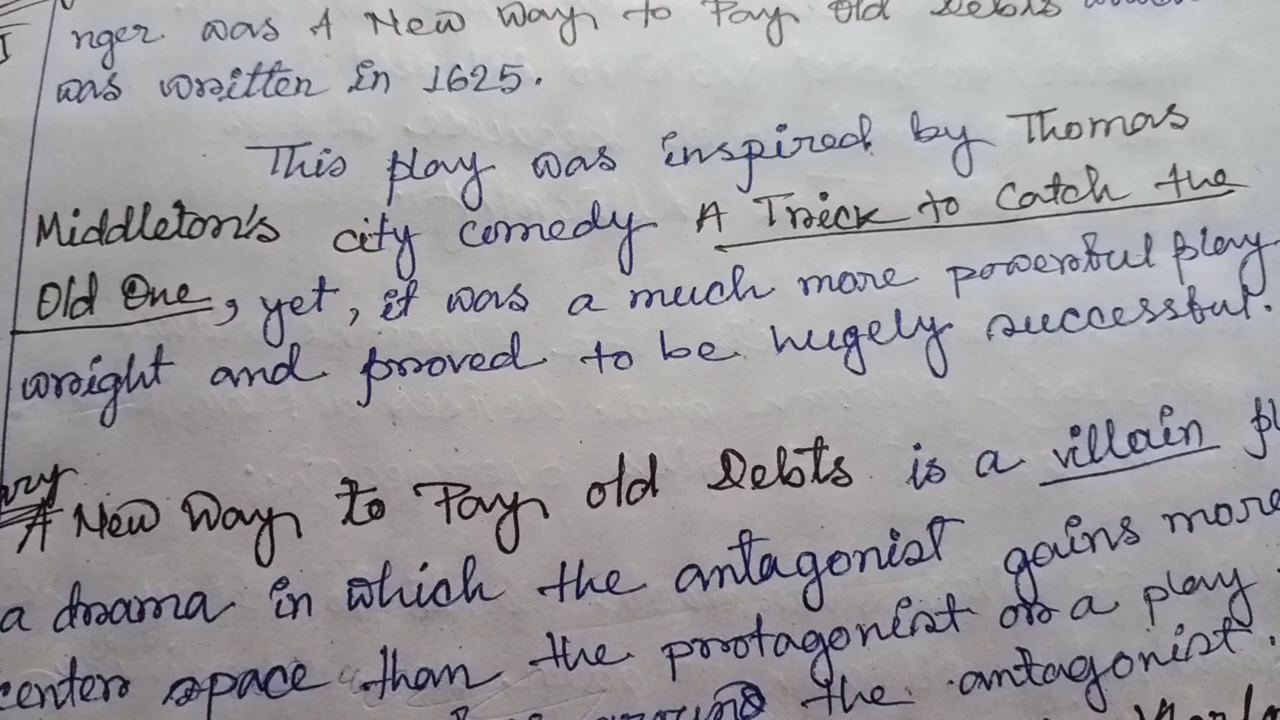 nger was A New Way to Pay Old Debts
was written in 1625.
This play was inspired by Thomas
Middleton's city comedy A Trick to Catch the
Old One, yet, it was a much more powerful play
wright and proved to be hugely successful.
A New Way to Pay old Debts is a villain pl
a drama in which the antagonist gains more
center space than the protagonist or a play
around the antagonist.